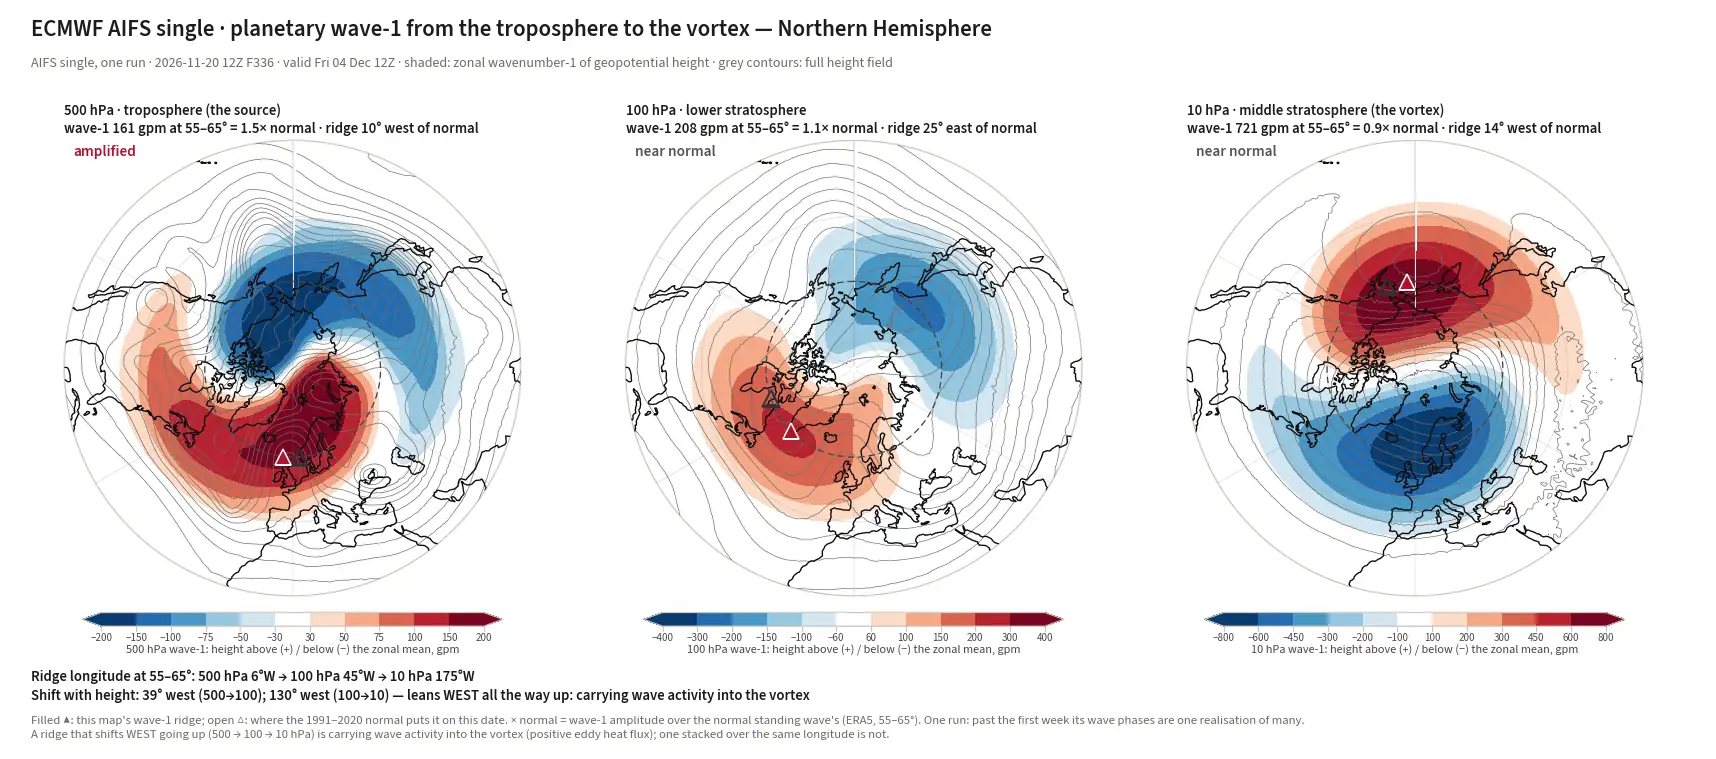 ECMWF AIFS single · planetary wave-1 from the troposphere to the vortex — Northern Hemisphere
AIFS single, one run · 2026-11-20 12Z F336 · valid Fri 04 Dec 12Z · shaded: zonal wavenumber-1 of geopotential height · grey contours: full height field
500 hPa · troposphere (the source)
wave-1 161 gpm at 55–65° = 1.5× normal · ridge 10° west of normal
amplified
100 hPa · lower stratosphere
wave-1 208 gpm at 55–65° = 1.1× normal · ridge 25° east of normal
near normal
10 hPa · middle stratosphere (the vortex)
wave-1 721 gpm at 55–65° = 0.9× normal · ridge 14° west of normal
near normal
−200 −150 −100 −75 −50 −30 30 50 75 100 150 200
500 hPa wave-1: height above (+) / below (−) the zonal mean, gpm
−400 −300 −200 −150 −100 −60 60 100 150 200 300 400
100 hPa wave-1: height above (+) / below (−) the zonal mean, gpm
−800 −600 −450 −300 −200 −100 100 200 300 450 600 800
10 hPa wave-1: height above (+) / below (−) the zonal mean, gpm
Ridge longitude at 55–65°: 500 hPa 6°W → 100 hPa 45°W → 10 hPa 175°W
Shift with height: 39° west (500→100); 130° west (100→10) — leans WEST all the way up: carrying wave activity into the vortex
Filled ▲: this map's wave-1 ridge; open △: where the 1991–2020 normal puts it on this date. × normal = wave-1 amplitude over the normal standing wave's (ERA5, 55–65°). One run: past the first week its wave phases are one realisation of many.
A ridge that shifts WEST going up (500 → 100 → 10 hPa) is carrying wave activity into the vortex (positive eddy heat flux); one stacked over the same longitude is not.